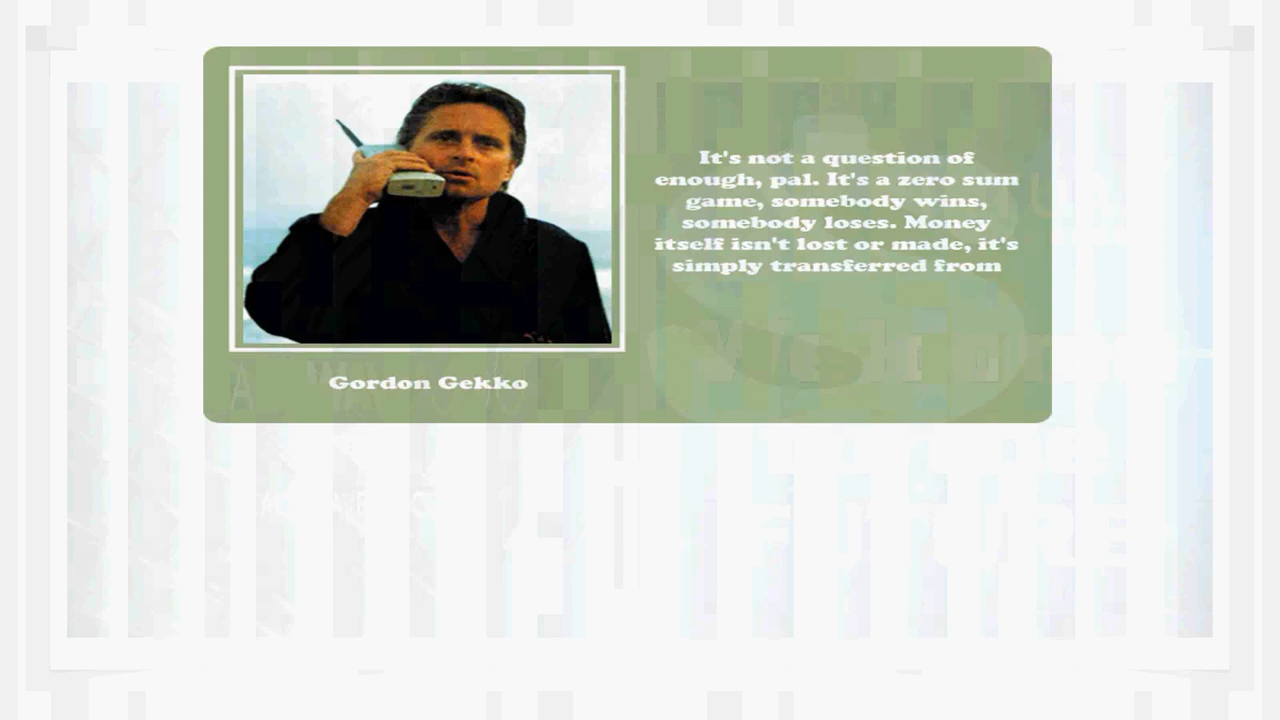 It's not a question of
enough, pal. It's a zero sum
game, somebody wins,
somebody loses. Money
itself isn't lost or made, it's
simply transferred from
Gordon Gekko